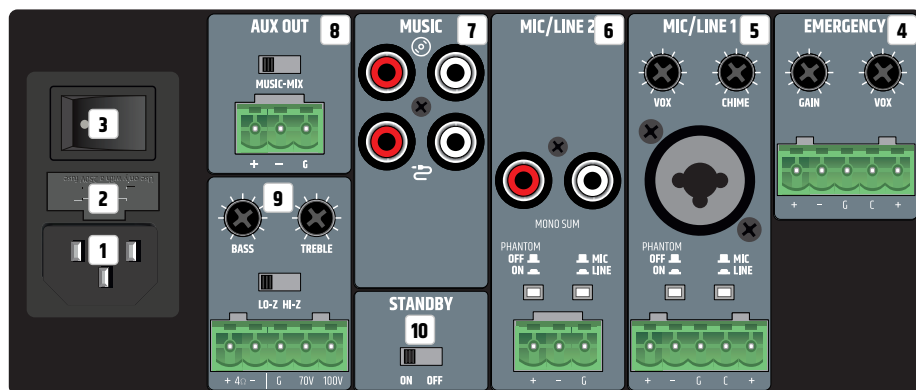 AUX OUT 8
MUSIC-MIX
+ − G
MUSIC 7
MIC/LINE 2 6
MONO SUM
PHANTOM
OFF MIC
ON LINE
+ − G
MIC/LINE 1 5
VOX CHIME
PHANTOM
OFF MIC
ON LINE
+ − G C +
EMERGENCY 4
GAIN VOX
+ − G C +
3
2
1
9
BASS TREBLE
LO-Z HI-Z
+ 4Ω − G 70V 100V
STANDBY
10
ON OFF